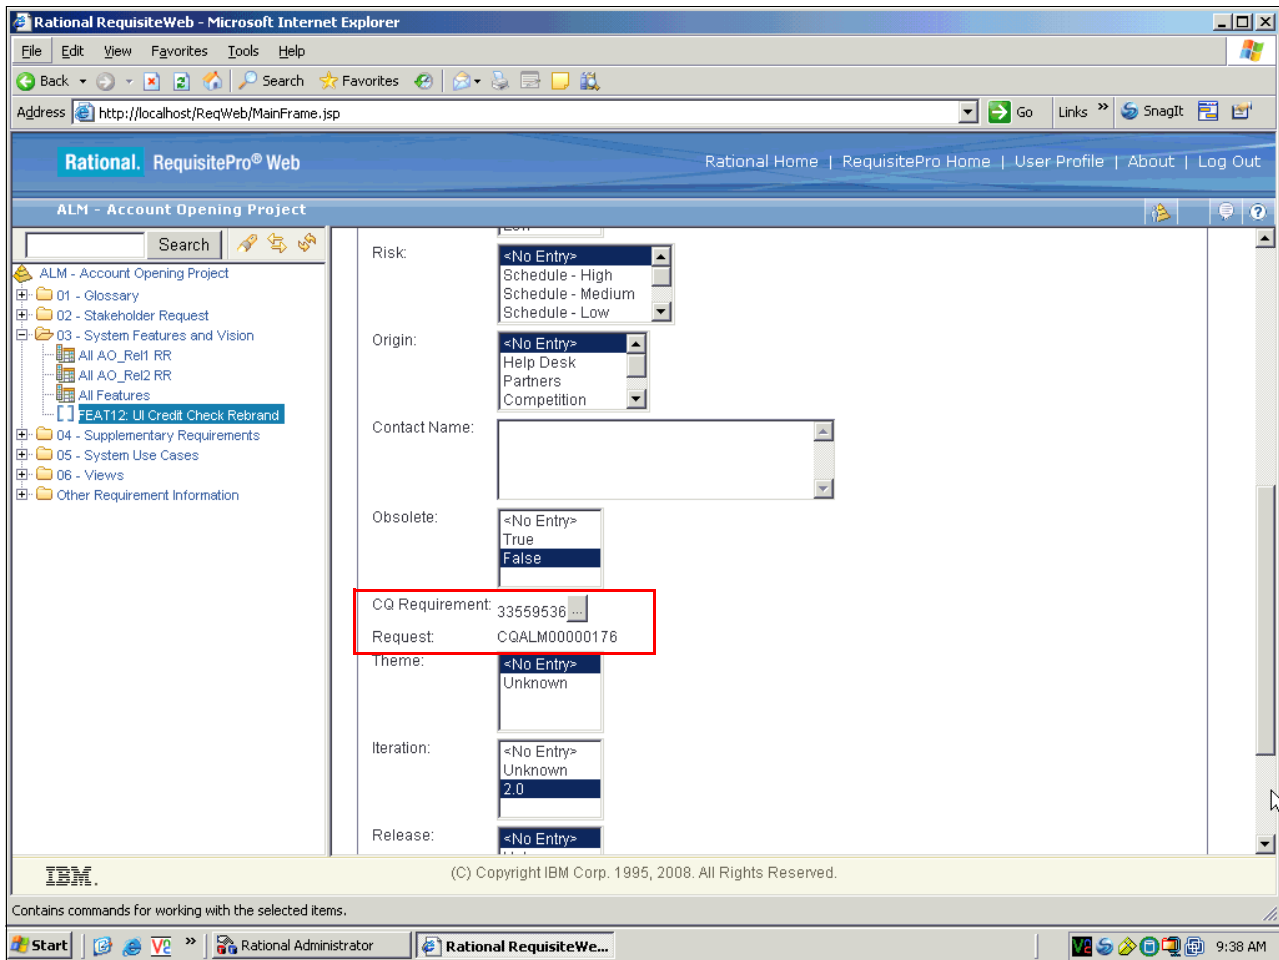 Rational RequisiteWeb - Microsoft Internet Explorer
File Edit View Favorites Tools Help
Back Search Favorites
Address http://localhost/ReqWeb/MainFrame.jsp Go Links » SnagIt
Rational. RequisitePro® Web Rational Home | RequisitePro Home | User Profile | About | Log Out
ALM - Account Opening Project
Search
ALM - Account Opening Project
01 - Glossary
02 - Stakeholder Request
03 - System Features and Vision
All AO_Rel1 RR
All AO_Rel2 RR
All Features
FEAT12: UI Credit Check Rebrand
04 - Supplementary Requirements
05 - System Use Cases
06 - Views
Other Requirement Information
Risk:
<No Entry>
Schedule - High
Schedule - Medium
Schedule - Low
Origin:
<No Entry>
Help Desk
Partners
Competition
Contact Name:
Obsolete:
<No Entry>
True
False
CQ Requirement: 33559536 ...
Request: CQALM00000176
Theme:
<No Entry>
Unknown
Iteration:
<No Entry>
Unknown
2.0
Release:
<No Entry>
IBM.
(C) Copyright IBM Corp. 1995, 2008. All Rights Reserved.
Contains commands for working with the selected items.
Start » Rational Administrator Rational RequisiteWe... 9:38 AM